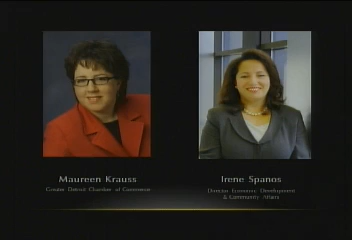 Maureen Krauss
Greater Detroit Chamber of Commerce
Irene Spanos
Director Economic Development
& Community Affairs